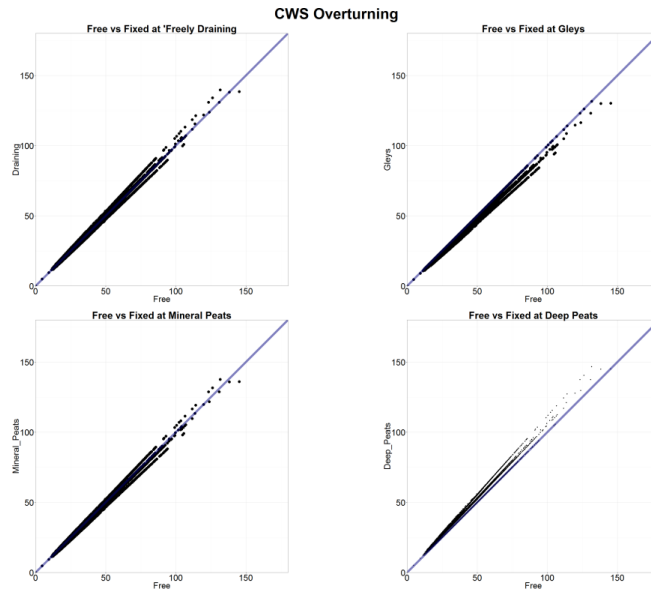 CWS Overturning
Free vs Fixed at 'Freely Draining
Draining
150
100
50
0
0 50 100 150
Free
Free vs Fixed at Gleys
Gleys
150
100
50
0
0 50 100 150
Free
Free vs Fixed at Mineral Peats
Mineral_Peats
150
100
50
0
0 50 100 150
Free
Free vs Fixed at Deep Peats
Deep_Peats
150
100
50
0
0 50 100 150
Free